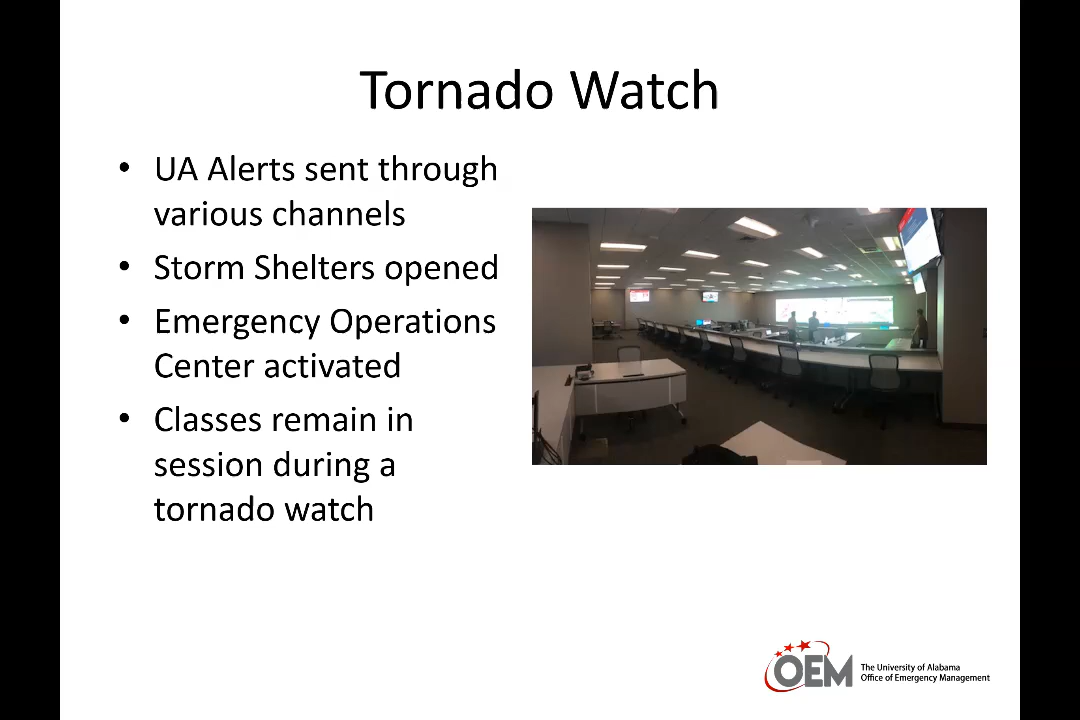 Tornado Watch
• UA Alerts sent through
various channels
• Storm Shelters opened
• Emergency Operations
Center activated
• Classes remain in
session during a
tornado watch
OEM
The University of Alabama
Office of Emergency Management